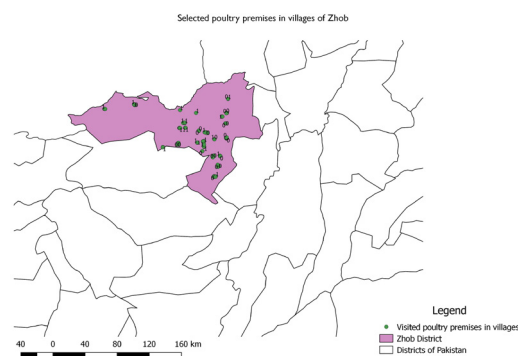 Selected poultry premises in villages of Zhob
Legend
Visited poultry premises in villages
Zhob District
Districts of Pakistan
40 0 40 80 120 160 km